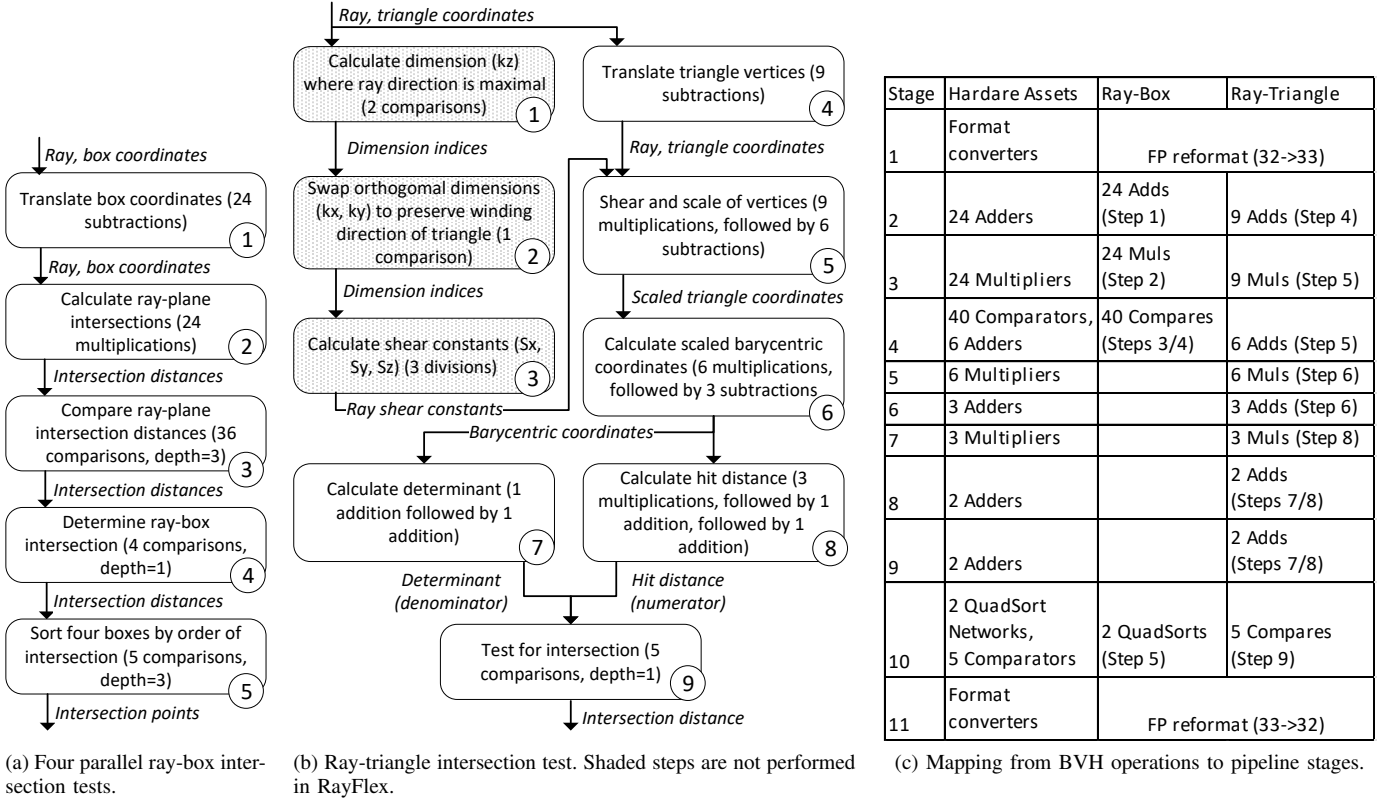 Ray, box coordinates
Translate box coordinates (24
subtractions)
1
Ray, box coordinates
Calculate ray-plane
intersections (24
multiplications)
2
Intersection distances
Compare ray-plane
intersection distances (36
comparisons, depth=3)
3
Intersection distances
Determine ray-box
intersection (4 comparisons,
depth=1)
4
Intersection distances
Sort four boxes by order of
intersection (5 comparisons,
depth=3)
5
Intersection points
(a) Four parallel ray-box inter-
section tests.
Ray, triangle coordinates
Calculate dimension (kz)
where ray direction is maximal
(2 comparisons)
1
Dimension indices
Swap orthogomal dimensions
(kx, ky) to preserve winding
direction of triangle (1
comparison)
2
Dimension indices
Calculate shear constants (Sx,
Sy, Sz) (3 divisions)
3
Ray shear constants
Translate triangle vertices (9
subtractions)
4
Ray, triangle coordinates
Shear and scale of vertices (9
multiplications, followed by 6
subtractions)
5
Scaled triangle coordinates
Calculate scaled barycentric
coordinates (6 multiplications,
followed by 3 subtractions
6
Barycentric coordinates
Calculate determinant (1
addition followed by 1
addition)
7
Determinant
(denominator)
Calculate hit distance (3
multiplications, followed by 1
addition, followed by 1
addition)
8
Hit distance
(numerator)
Test for intersection (5
comparisons, depth=1)
9
Intersection distance
(b) Ray-triangle intersection test. Shaded steps are not performed
in RayFlex.
Stage Hardare Assets Ray-Box Ray-Triangle
1 Format converters FP reformat (32->33)
2 24 Adders 24 Adds (Step 1) 9 Adds (Step 4)
3 24 Multipliers 24 Muls (Step 2) 9 Muls (Step 5)
4 40 Comparators, 6 Adders 40 Compares (Steps 3/4) 6 Adds (Step 5)
5 6 Multipliers 6 Muls (Step 6)
6 3 Adders 3 Adds (Step 6)
7 3 Multipliers 3 Muls (Step 8)
8 2 Adders 2 Adds (Steps 7/8)
9 2 Adders 2 Adds (Steps 7/8)
10 2 QuadSort Networks, 5 Comparators 2 QuadSorts (Step 5) 5 Compares (Step 9)
11 Format converters FP reformat (33->32)
(c) Mapping from BVH operations to pipeline stages.